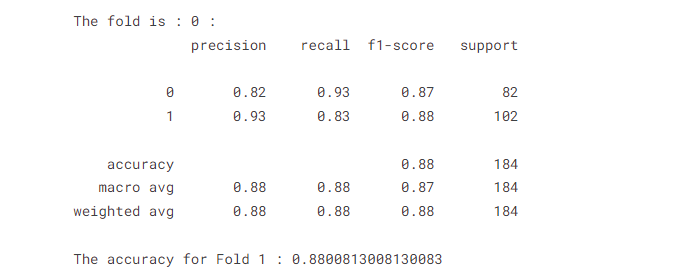 The fold is : 0 :
precision recall f1-score support
0 0.82 0.93 0.87 82
1 0.93 0.83 0.88 102
accuracy 0.88 184
macro avg 0.88 0.88 0.87 184
weighted avg 0.88 0.88 0.88 184
The accuracy for Fold 1 : 0.8800813008130083